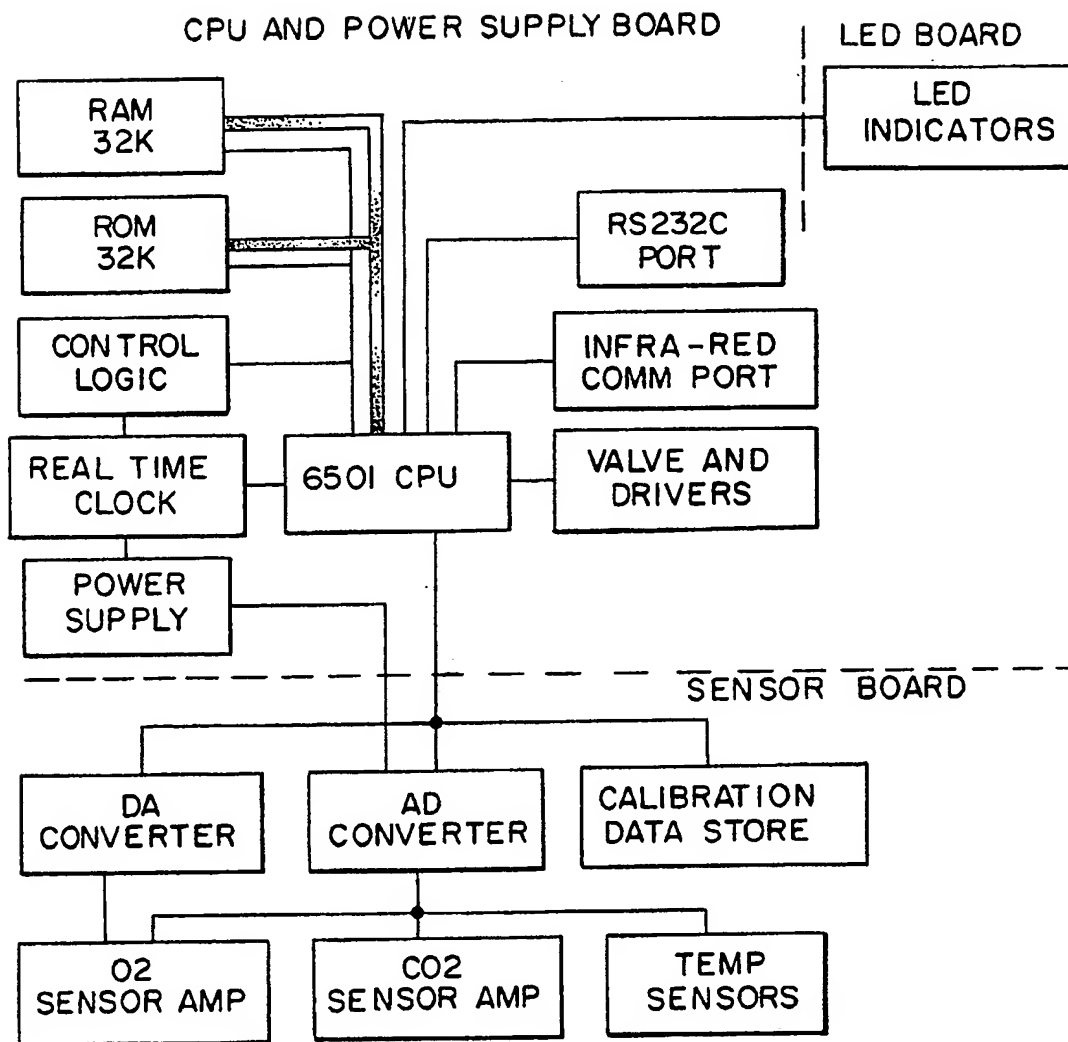 CPU AND POWER SUPPLY BOARD
LED BOARD
RAM
32K
LED
INDICATORS
ROM
32K
RS232C
PORT
CONTROL
LOGIC
INFRA-RED
COMM PORT
REAL TIME
CLOCK
6501 CPU
VALVE AND
DRIVERS
POWER
SUPPLY
SENSOR BOARD
DA
CONVERTER
AD
CONVERTER
CALIBRATION
DATA STORE
O2
SENSOR AMP
CO2
SENSOR AMP
TEMP
SENSORS